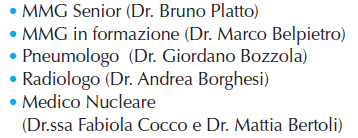 • MMG Senior (Dr. Bruno Platto)
• MMG in formazione (Dr. Marco Belpietro)
• Pneumologo (Dr. Giordano Bozzola)
• Radiologo (Dr. Andrea Borghesi)
• Medico Nucleare
(Dr.ssa Fabiola Cocco e Dr. Mattia Bertoli)